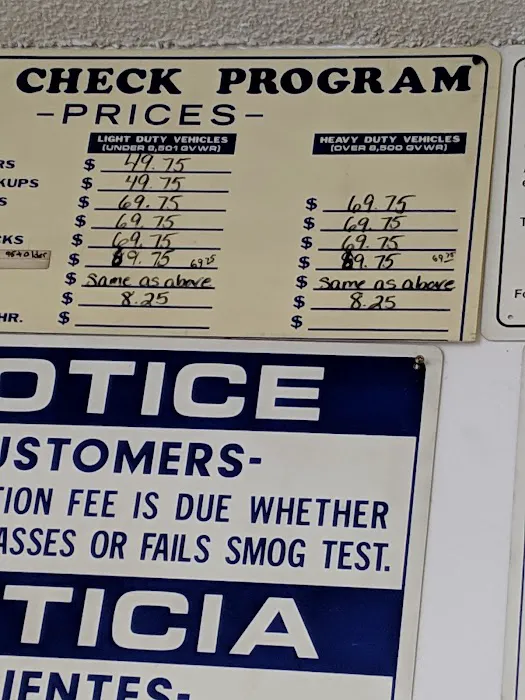 CHECK PROGRAM
-PRICES-
LIGHT DUTY VEHICLES HEAVY DUTY VEHICLES
(UNDER 8,501 GVWR) (OVER 8,500 GVWR)
RS $ 49.75
KUPS $ 49.75
S $ 69.75 $ 69.75
$ 69.75 $ 69.75
CKS $ 69.75 $ 69.75
95 & Older $ 89.75 69.75 $ 89.75 69.75
$ Same as above $ Same as above
$ 8.25 $ 8.25
HR. $ $
OTICE
USTOMERS-
TION FEE IS DUE WHETHER
ASSES OR FAILS SMOG TEST.
TICIA
IENTES-